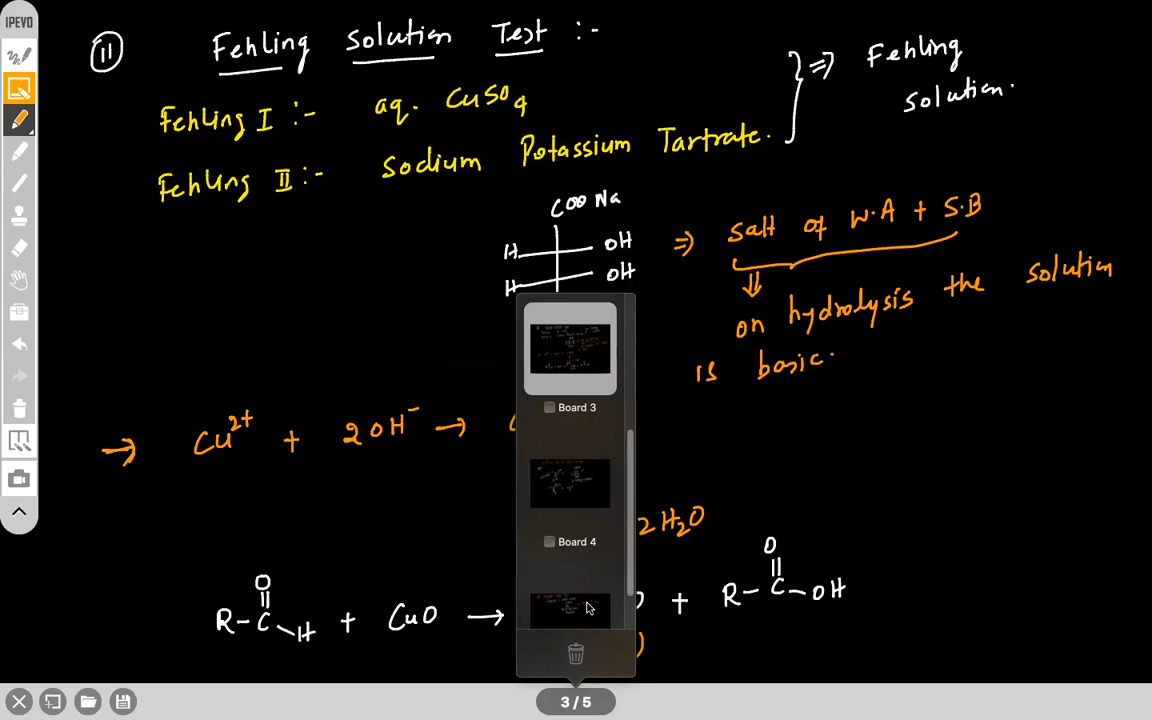 IPEVO
(11) Fehling Solution Test :-
Fehling I :- aq. CuSO4
Fehling II :- Sodium Potassium Tartrate.
} ⇒ Fehling
Solution.
COONa
H OH
H OH
⇒ Salt of W.A + S.B
⇓
on hydrolysis the solution
is basic.
→ Cu²⁺ + 2OH⁻ →
2H₂O
O
||
R-C-H + CuO →
+ R-C-OH
O
||
Board 3
Board 4
3 / 5